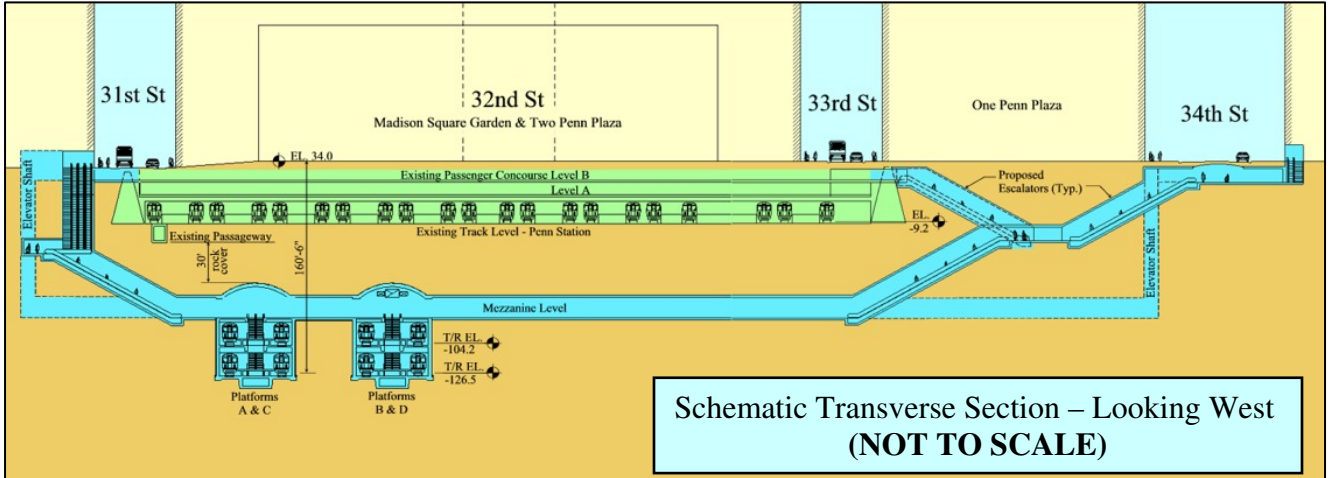 31st St
32nd St
Madison Square Garden & Two Penn Plaza
33rd St
One Penn Plaza
34th St
EL. 34.0
Elevator Shaft
Existing Passenger Concourse Level B
Level A
Existing Track Level - Penn Station
Existing Passageway
30'
rock
cover
160'-6"
EL.
-9.2
Proposed
Escalators (Typ.)
Elevator Shaft
Mezzanine Level
T/R EL.
-104.2
T/R EL.
-126.5
Platforms
A & C
Platforms
B & D
Schematic Transverse Section – Looking West
(NOT TO SCALE)